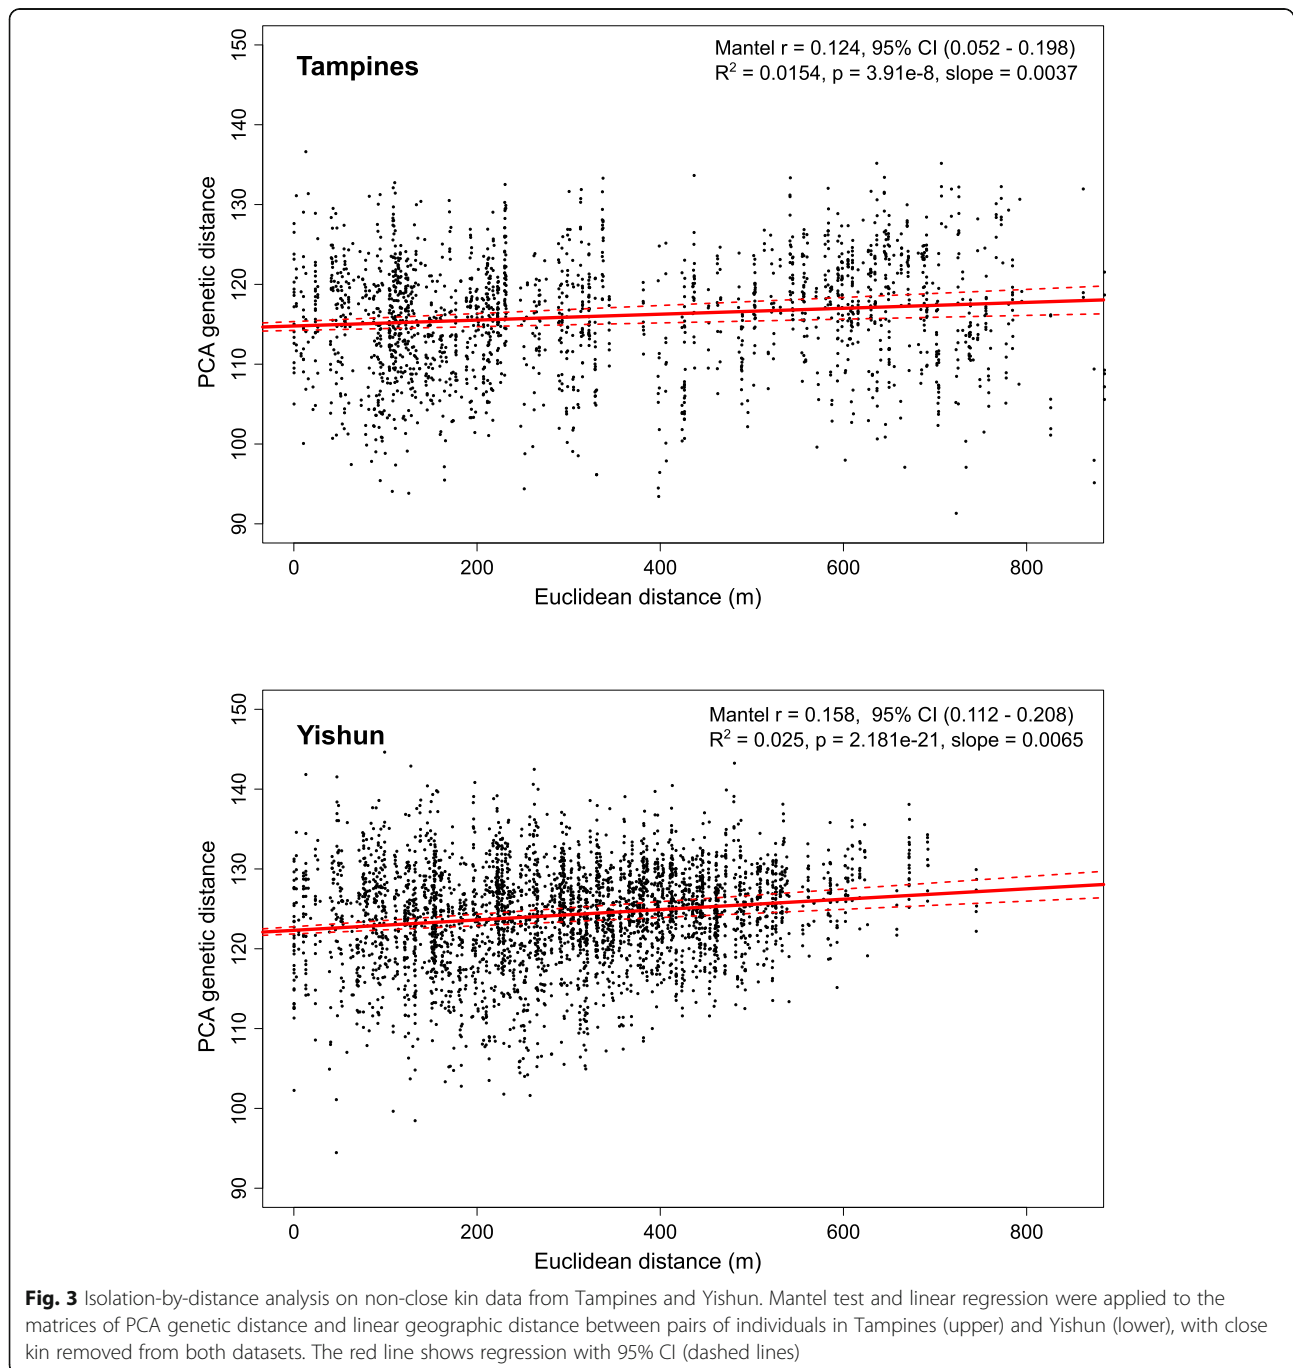 Tampines
Mantel r = 0.124, 95% CI (0.052 - 0.198)
R² = 0.0154, p = 3.91e-8, slope = 0.0037
PCA genetic distance
150
140
130
120
110
100
90
0
200
400
600
800
Euclidean distance (m)
Yishun
Mantel r = 0.158, 95% CI (0.112 - 0.208)
R² = 0.025, p = 2.181e-21, slope = 0.0065
PCA genetic distance
150
140
130
120
110
100
90
0
200
400
600
800
Euclidean distance (m)
Fig. 3 Isolation-by-distance analysis on non-close kin data from Tampines and Yishun. Mantel test and linear regression were applied to the
matrices of PCA genetic distance and linear geographic distance between pairs of individuals in Tampines (upper) and Yishun (lower), with close
kin removed from both datasets. The red line shows regression with 95% CI (dashed lines)